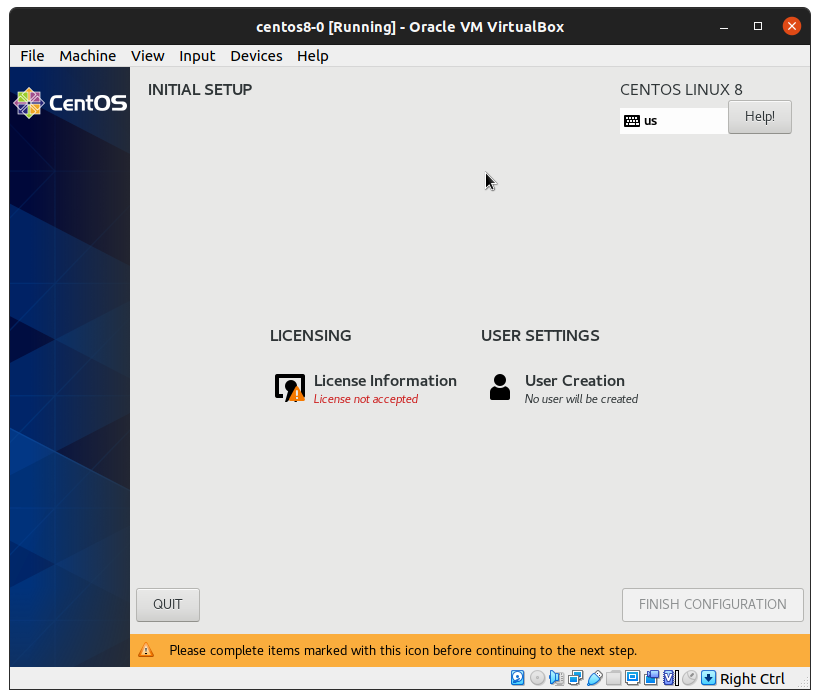 centos8-0 [Running] - Oracle VM VirtualBox
File Machine View Input Devices Help
CentOS
INITIAL SETUP
CENTOS LINUX 8
us
Help!
LICENSING
License Information
License not accepted
USER SETTINGS
User Creation
No user will be created
QUIT
FINISH CONFIGURATION
Please complete items marked with this icon before continuing to the next step.
Right Ctrl